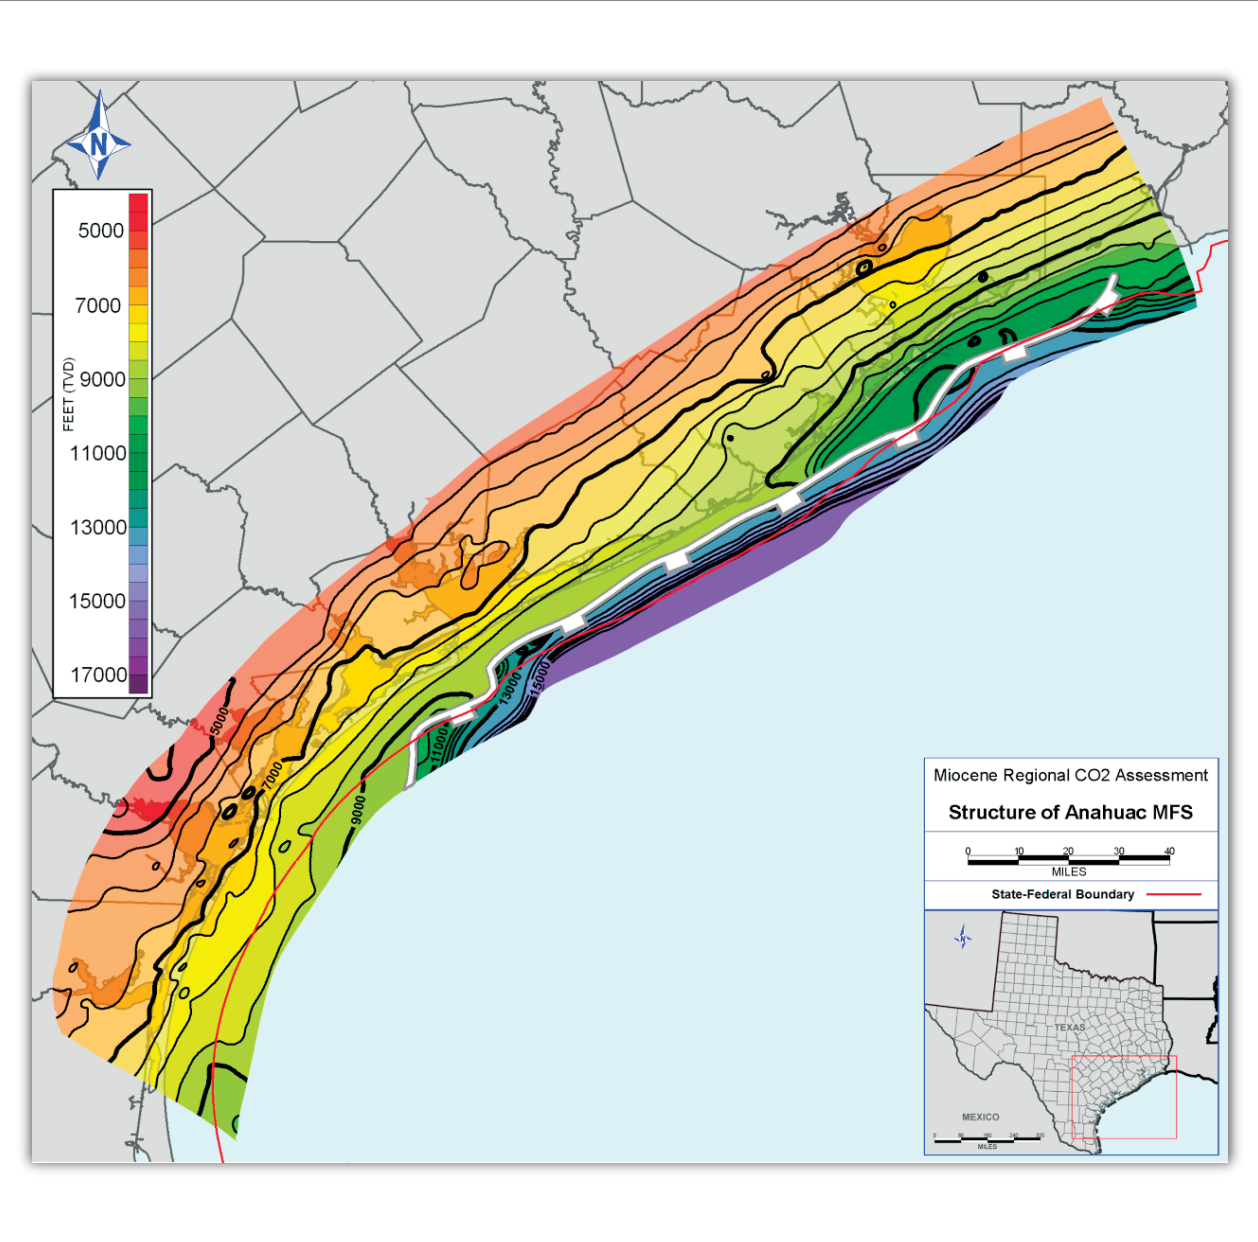 N
5000
7000
9000
11000
13000
15000
17000
FEET (TVD)
5000
7000
9000
11000
13000
15000
Miocene Regional CO2 Assessment
Structure of Anahuac MFS
0 10 20 30 40
MILES
State-Federal Boundary
N
TEXAS
MEXICO
MILES